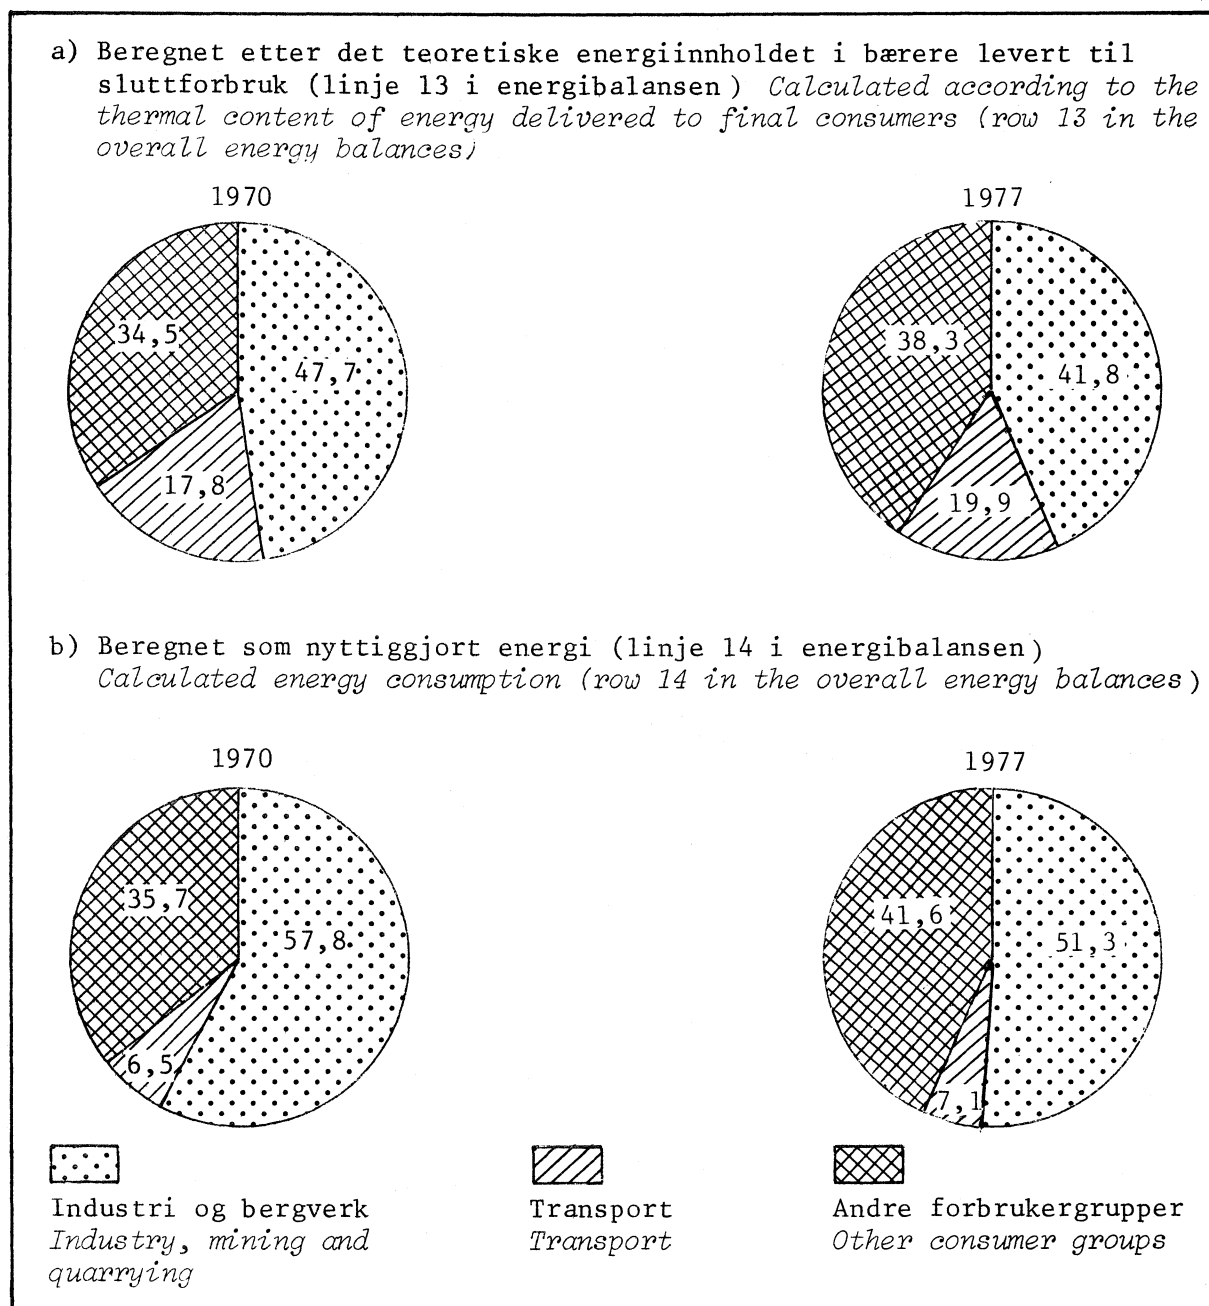 a) Beregnet etter det teoretiske energiinnholdet i bærere levert til
sluttforbruk (linje 13 i energibalansen) Calculated according to the
thermal content of energy delivered to final consumers (row 13 in the
overall energy balances)
1970
1977
34,5
47,7
17,8
38,3
41,8
19,9
b) Beregnet som nyttiggjort energi (linje 14 i energibalansen)
Calculated energy consumption (row 14 in the overall energy balances)
1970
1977
35,7
57,8
6,5
41,6
51,3
7,1
Industri og bergverk
Industry, mining and
quarrying
Transport
Transport
Andre forbrukergrupper
Other consumer groups